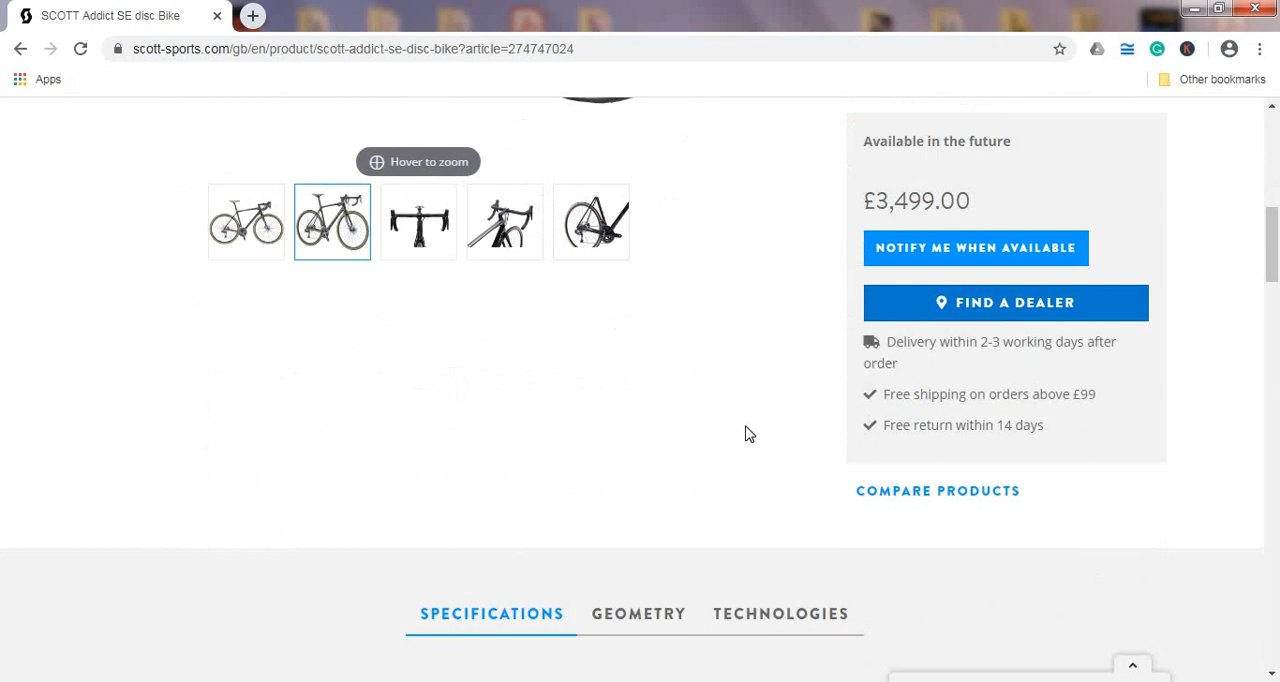 SCOTT Addict SE disc Bike
scott-sports.com/gb/en/product/scott-addict-se-disc-bike?article=274747024
Apps
Other bookmarks
Hover to zoom
Available in the future
£3,499.00
NOTIFY ME WHEN AVAILABLE
FIND A DEALER
Delivery within 2-3 working days after
order
Free shipping on orders above £99
Free return within 14 days
COMPARE PRODUCTS
SPECIFICATIONS GEOMETRY TECHNOLOGIES